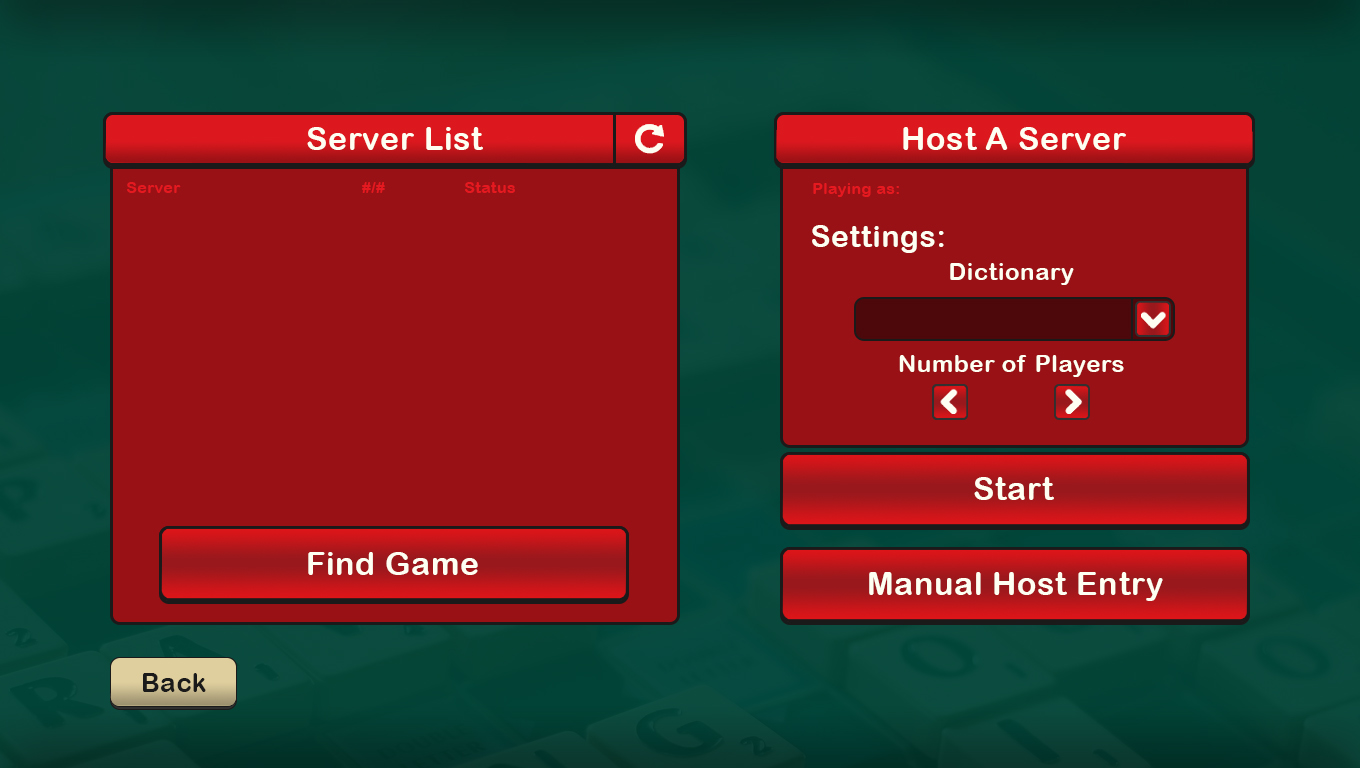 Server List
Server #/# Status
Find Game
Back
Host A Server
Playing as:
Settings:
Dictionary
Number of Players
Start
Manual Host Entry
R
A
G
N
O
I